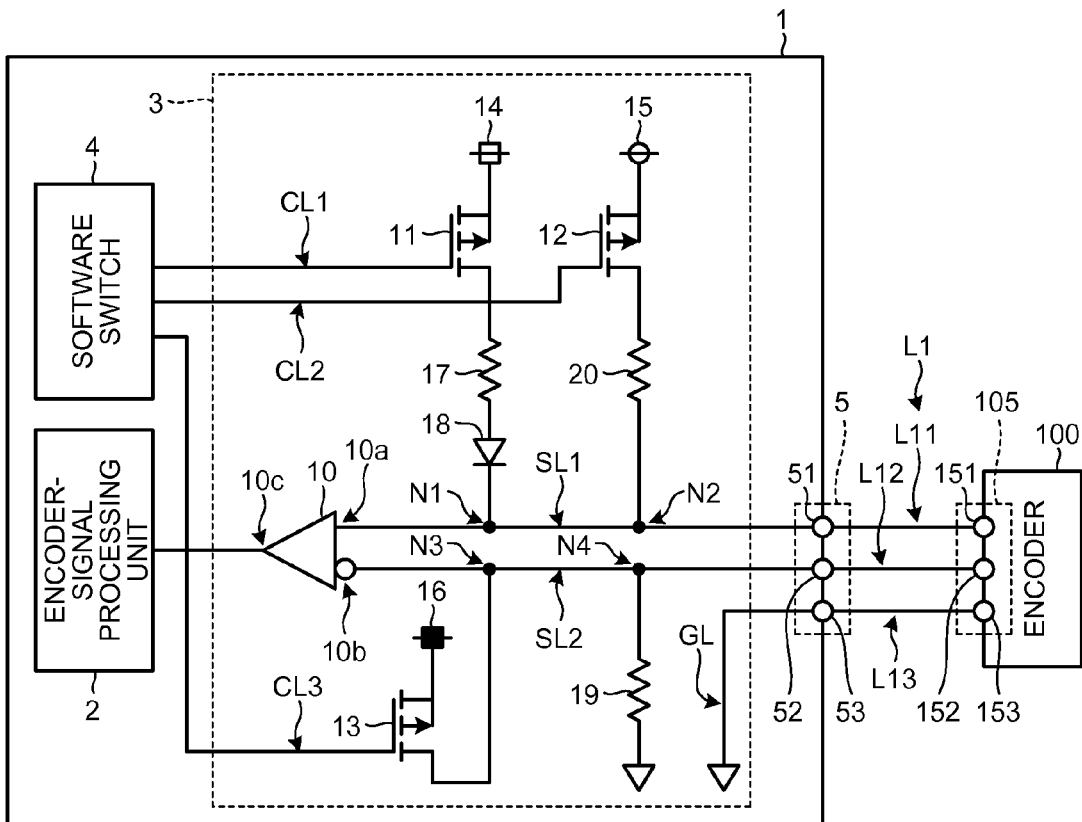 1
3
14
15
4
CL1
11
12
SOFTWARE
SWITCH
CL2
17
20
L1
18
5
105
L11
100
10a
SL1
51
L12
151
10
10c
N1
N2
ENCODER-
SIGNAL
PROCESSING
UNIT
N3
N4
ENCODER
16
10b
SL2
GL
L13
CL3
19
52
53
152
153
2
13